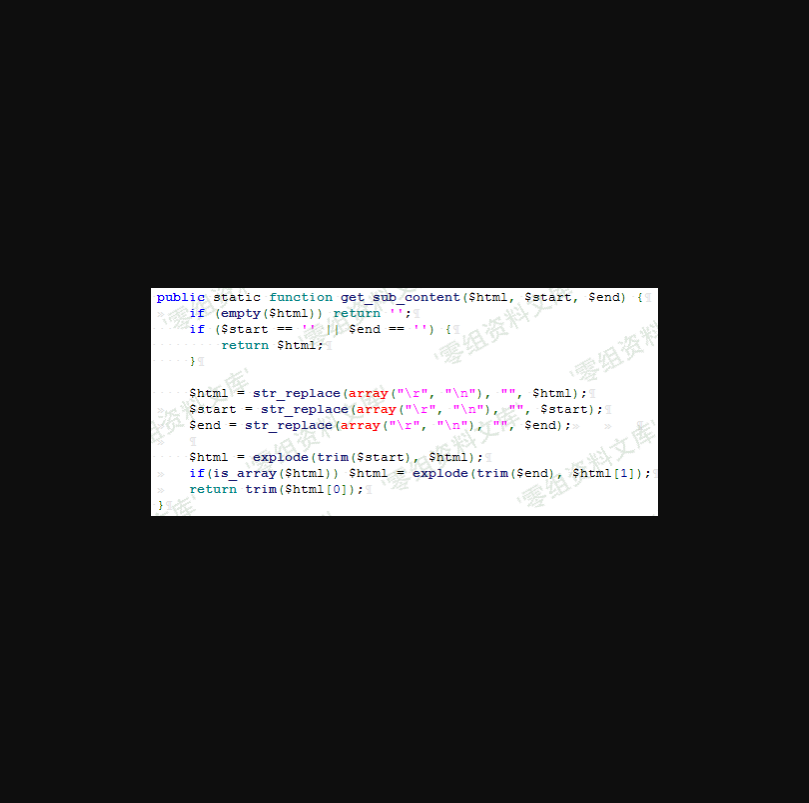 public static function get_sub_content($html, $start, $end) {
    if (empty($html)) return '';
    if ($start == '' || $end == '') {
        return $html;
    }

    $html = str_replace(array("\r", "\n"), "", $html);
    $start = str_replace(array("\r", "\n"), "", $start);
    $end = str_replace(array("\r", "\n"), "", $end);

    $html = explode(trim($start), $html);
    if(is_array($html)) $html = explode(trim($end), $html[1]);
    return trim($html[0]);
}
'零组资料文库'